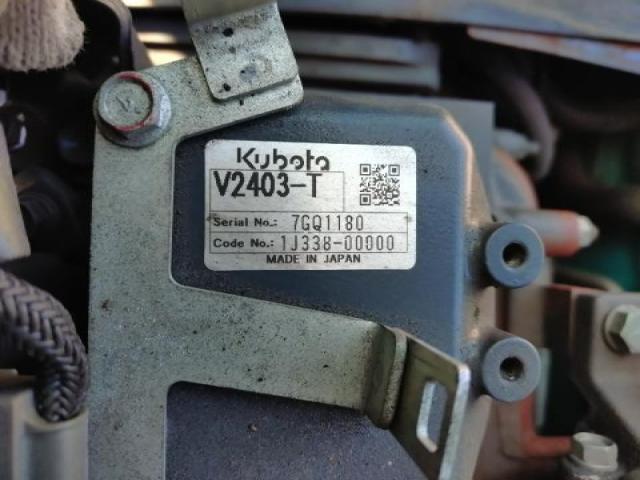 Kubota
V2403-T
Serial No.: 7GQ1180
Code No.: 1J338-00000
MADE IN JAPAN